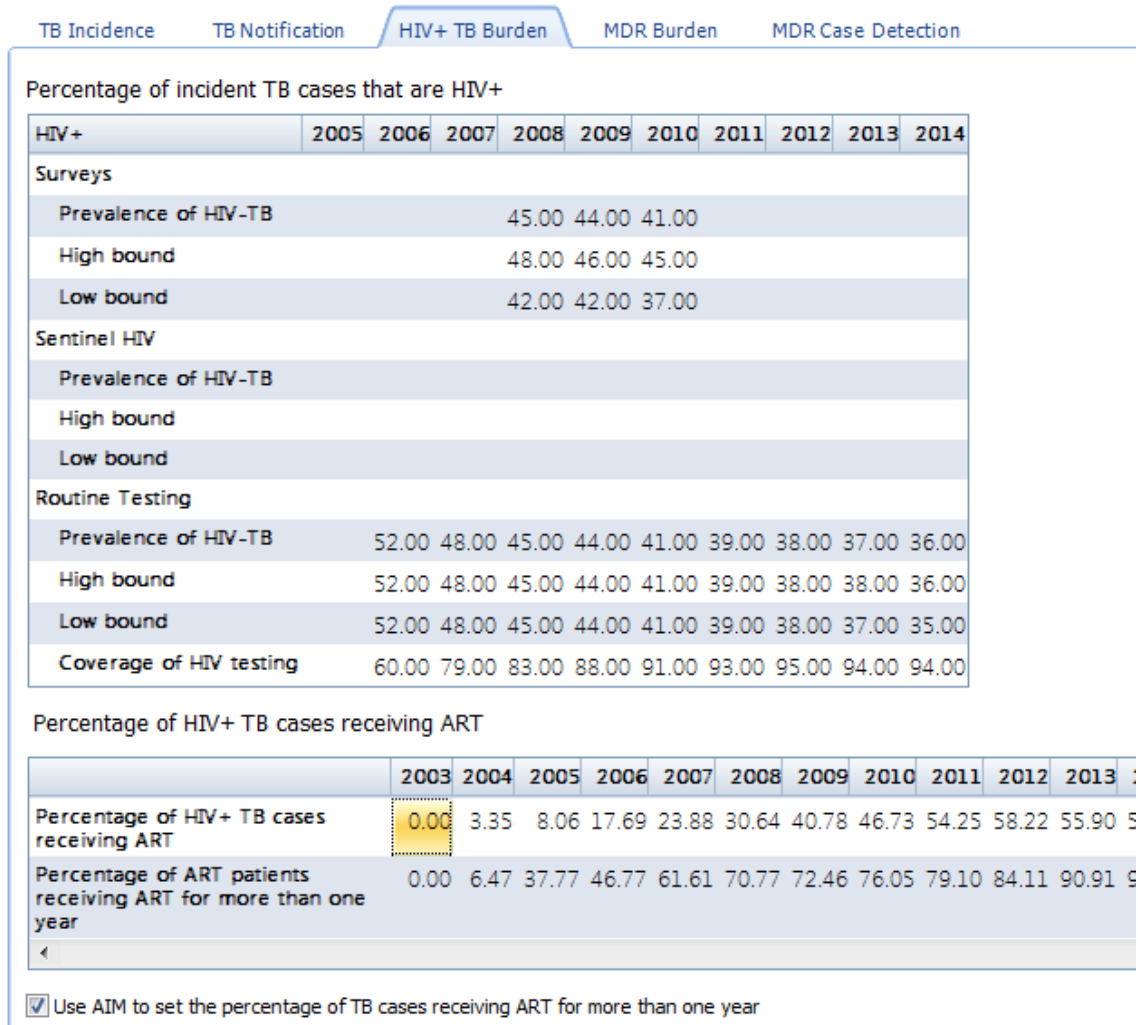 TB Incidence TB Notification HIV+ TB Burden MDR Burden MDR Case Detection
Percentage of incident TB cases that are HIV+
HIV+ 2005 2006 2007 2008 2009 2010 2011 2012 2013 2014
Surveys
Prevalence of HIV-TB 45.00 44.00 41.00
High bound 48.00 46.00 45.00
Low bound 42.00 42.00 37.00
Sentinel HIV
Prevalence of HIV-TB
High bound
Low bound
Routine Testing
Prevalence of HIV-TB 52.00 48.00 45.00 44.00 41.00 39.00 38.00 37.00 36.00
High bound 52.00 48.00 45.00 44.00 41.00 39.00 38.00 38.00 36.00
Low bound 52.00 48.00 45.00 44.00 41.00 39.00 38.00 37.00 35.00
Coverage of HIV testing 60.00 79.00 83.00 88.00 91.00 93.00 95.00 94.00 94.00
Percentage of HIV+ TB cases receiving ART
2003 2004 2005 2006 2007 2008 2009 2010 2011 2012 2013
Percentage of HIV+ TB cases 0.00 3.35 8.06 17.69 23.88 30.64 40.78 46.73 54.25 58.22 55.90
receiving ART
Percentage of ART patients 0.00 6.47 37.77 46.77 61.61 70.77 72.46 76.05 79.10 84.11 90.91
receiving ART for more than one
year
Use AIM to set the percentage of TB cases receiving ART for more than one year